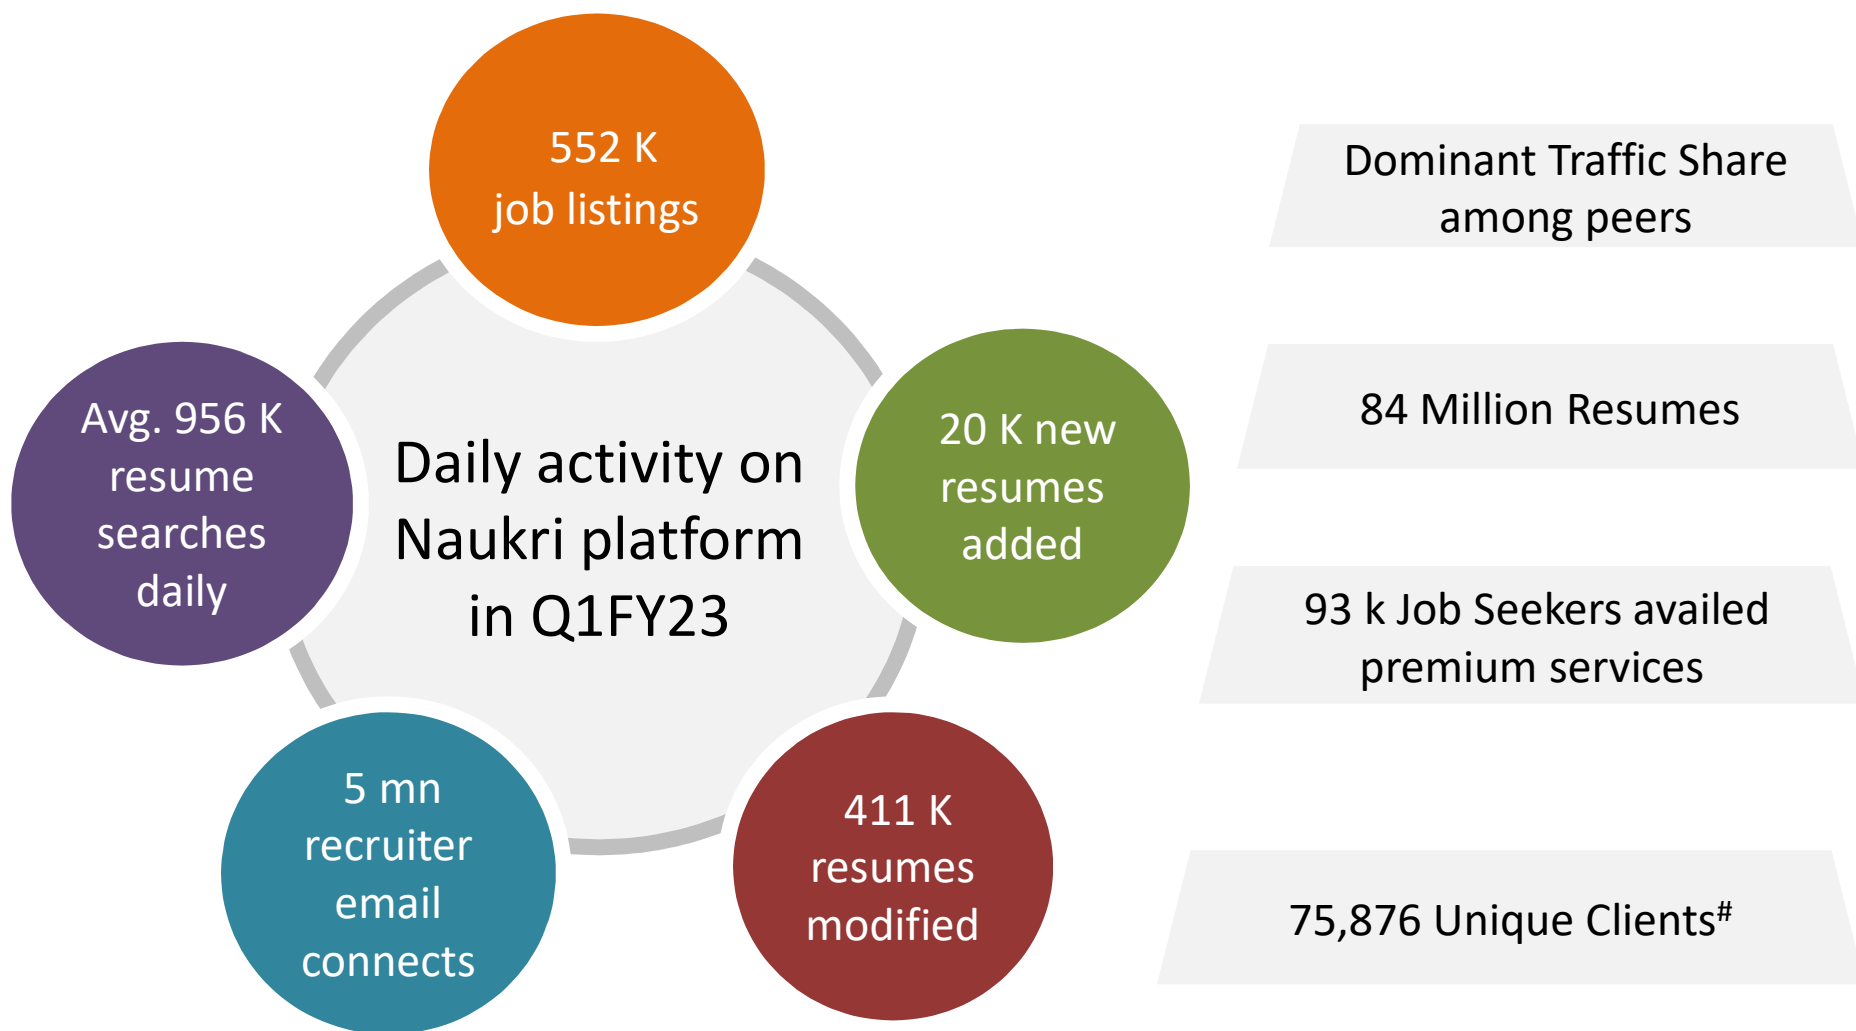 552 K
job listings
Avg. 956 K
resume
searches
daily
Daily activity on
Naukri platform
in Q1FY23
20 K new
resumes
added
5 mn
recruiter
email
connects
411 K
resumes
modified
Dominant Traffic Share
among peers
84 Million Resumes
93 k Job Seekers availed
premium services
75,876 Unique Clients#